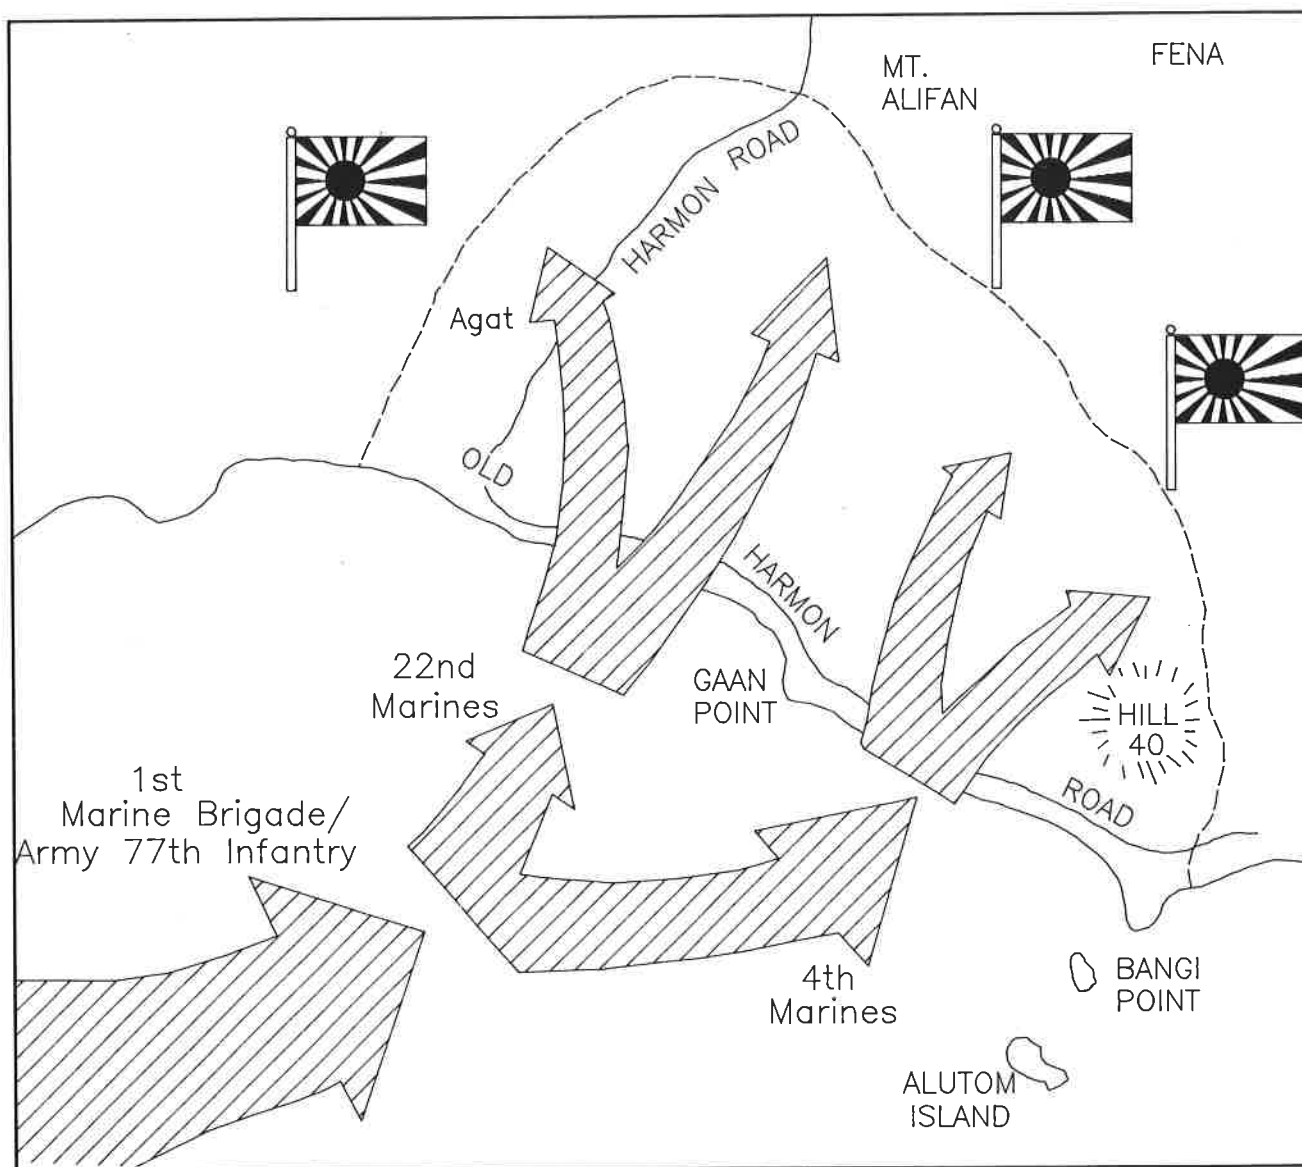 FENA
MT.
ALIFAN
HARMON ROAD
Agat
OLD
HARMON
22nd
Marines
GAAN
POINT
HILL
40
1st
Marine Brigade/
Army 77th Infantry
ROAD
4th
Marines
BANGI
POINT
ALUTOM
ISLAND